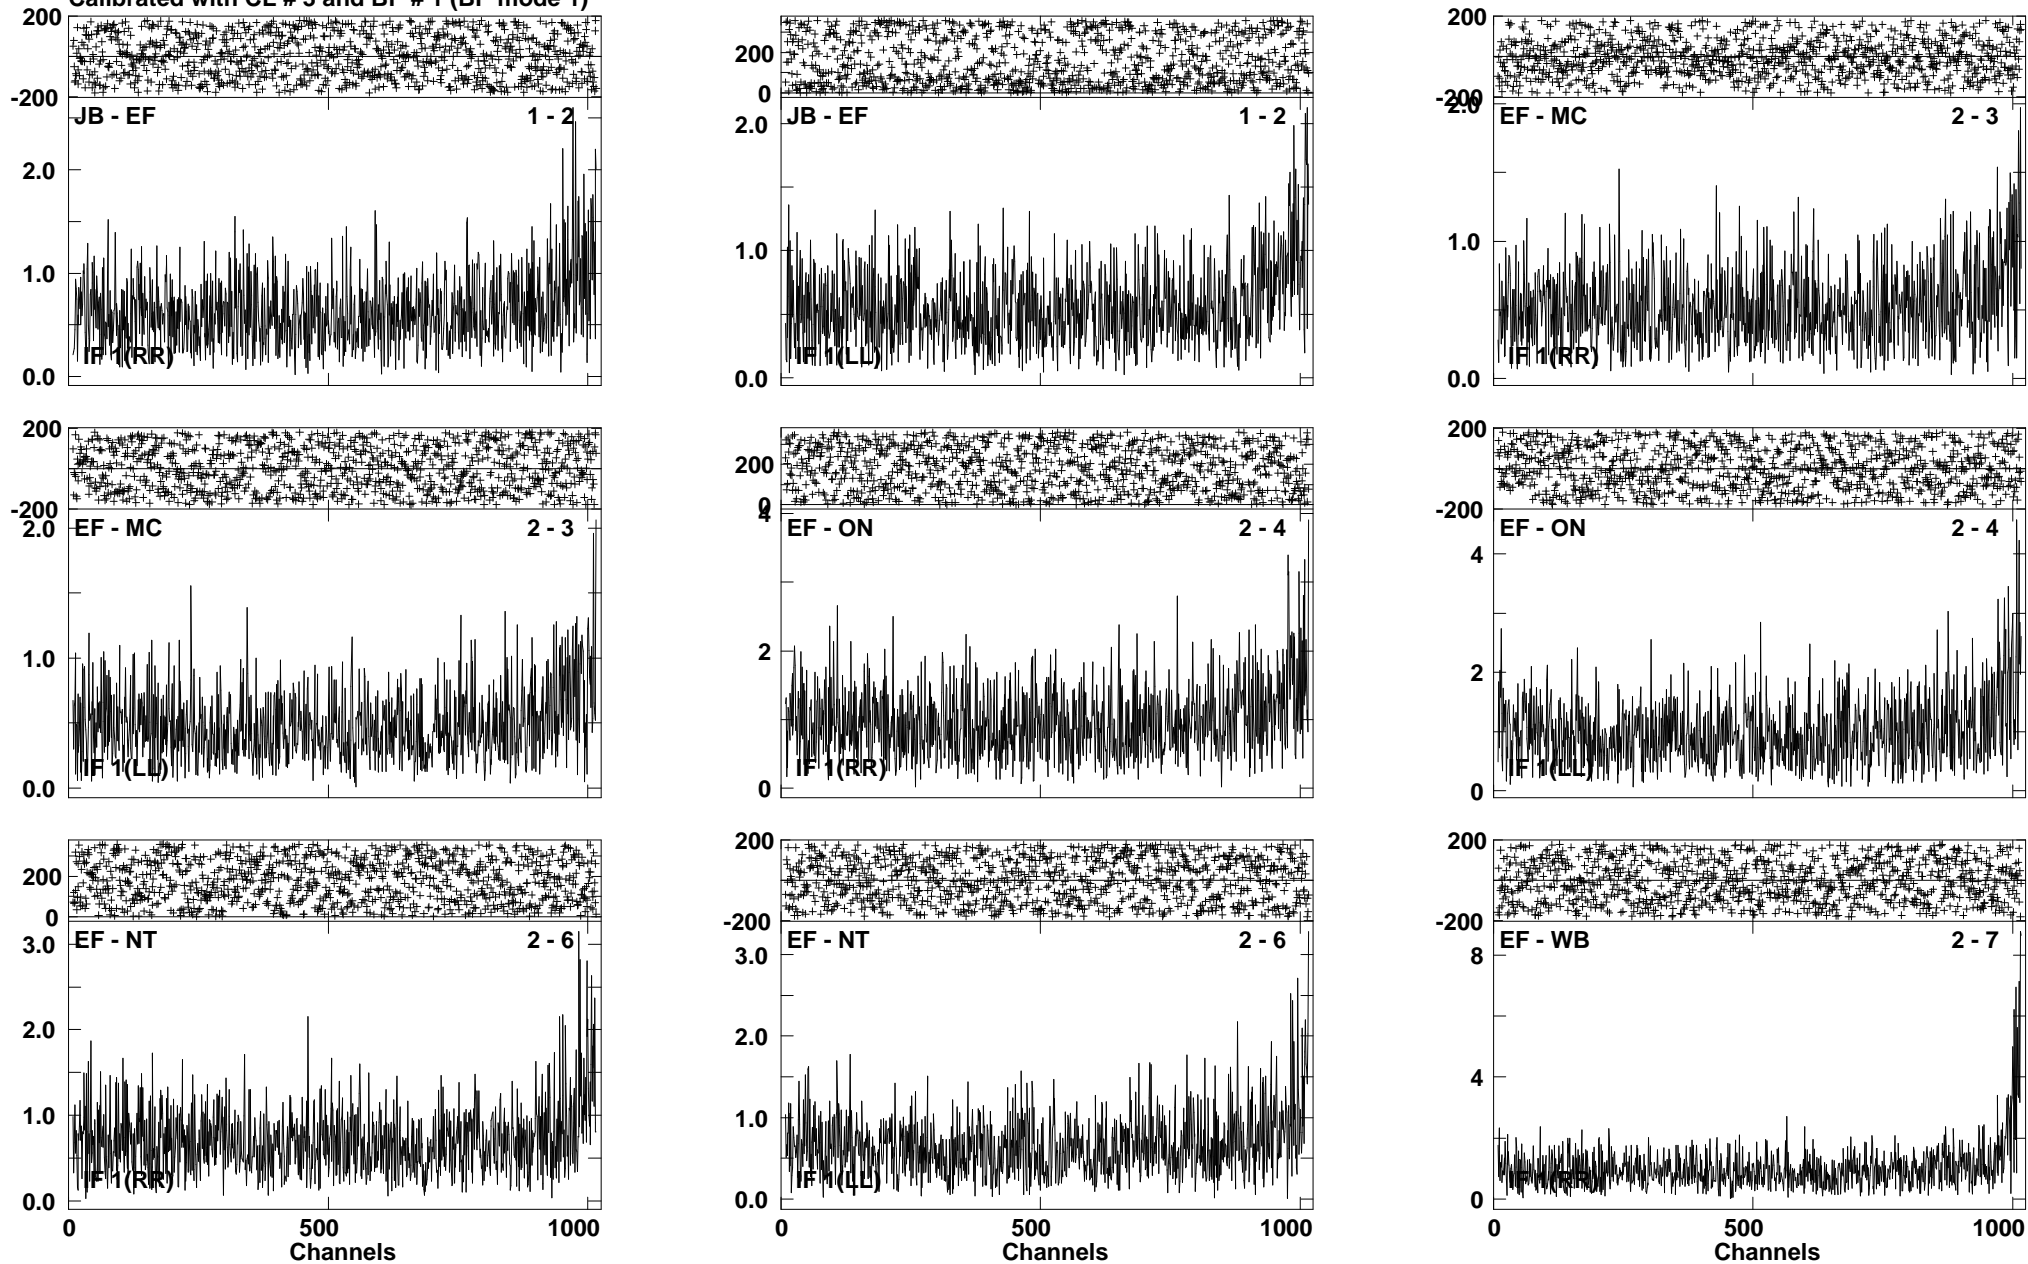 Calibrated with CL # 3 and BP # 1 (BP mode 1)
200
-200
JB - EF 1 - 2
2.0
1.0
0.0
IF 1(RR)
200
0
JB - EF 1 - 2
2.0
1.0
0.0
IF 1(LL)
200
-200
2.0
EF - MC 2 - 3
1.0
0.0
IF 1(RR)
200
-200
2.0
EF - MC 2 - 3
1.0
0.0
IF 1(LL)
200
0
4
EF - ON 2 - 4
2
0
IF 1(RR)
200
-200
EF - ON 2 - 4
4
2
0
IF 1(LL)
200
0
EF - NT 2 - 6
3.0
2.0
1.0
0.0
IF 1(RR)
0 500 1000
Channels
200
-200
EF - NT 2 - 6
3.0
2.0
1.0
0.0
IF 1(LL)
0 500 1000
Channels
200
-200
EF - WB 2 - 7
8
4
0
IF 1(RR)
0 500 1000
Channels